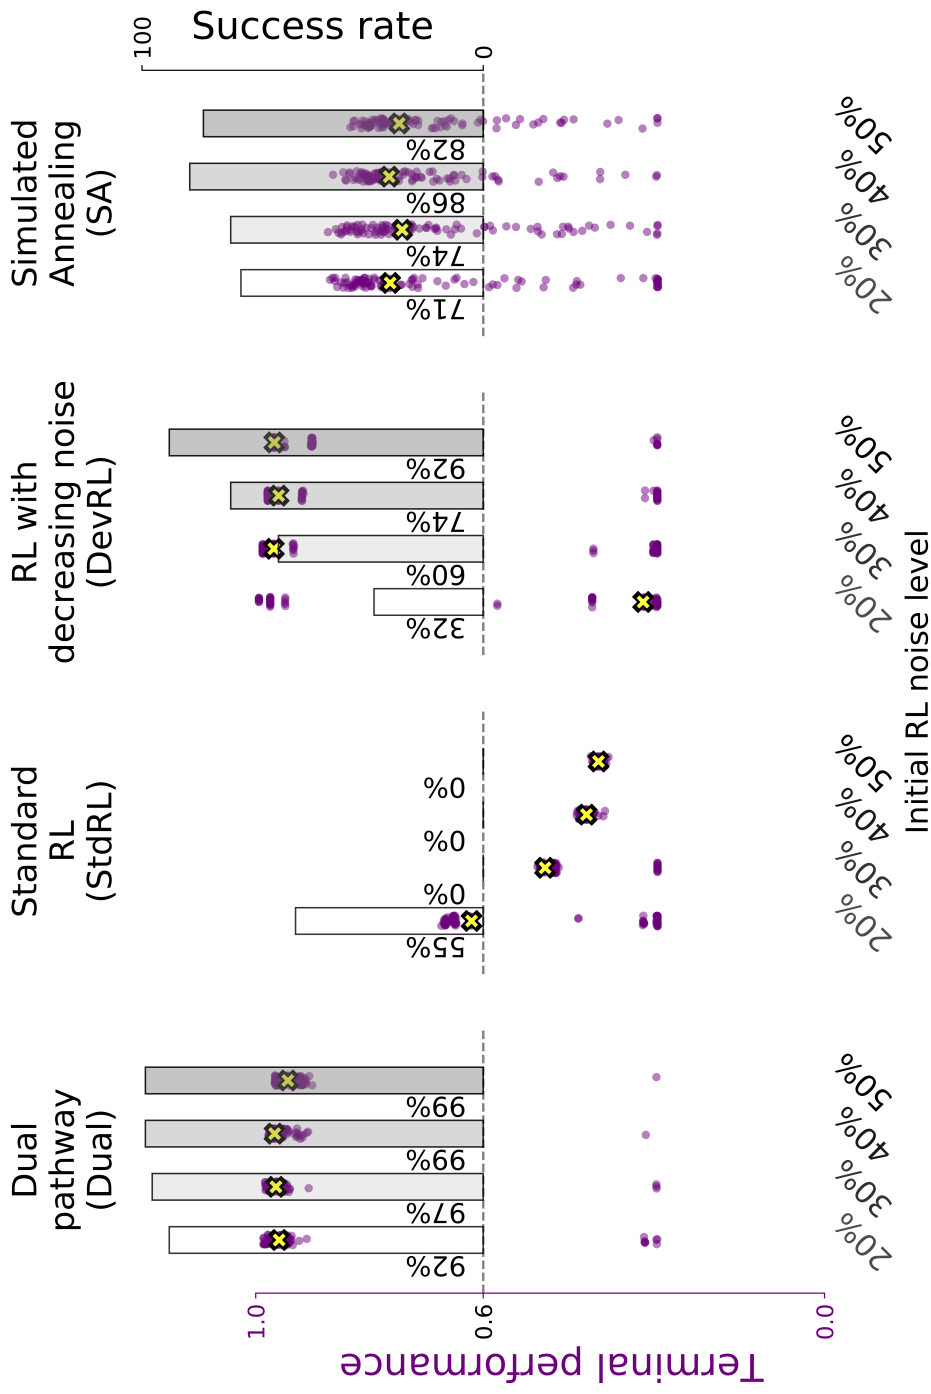 Dual
pathway
(Dual)
Standard
RL
(StdRL)
RL with
decreasing noise
(DevRL)
Simulated
Annealing
(SA)
Terminal performance
1.0
0.6
0.0
Success rate
100
0
92%
97%
99%
99%
55%
0%
0%
0%
32%
60%
74%
92%
71%
74%
86%
82%
20%
30%
40%
50%
20%
30%
40%
50%
20%
30%
40%
50%
20%
30%
40%
50%
Initial RL noise level